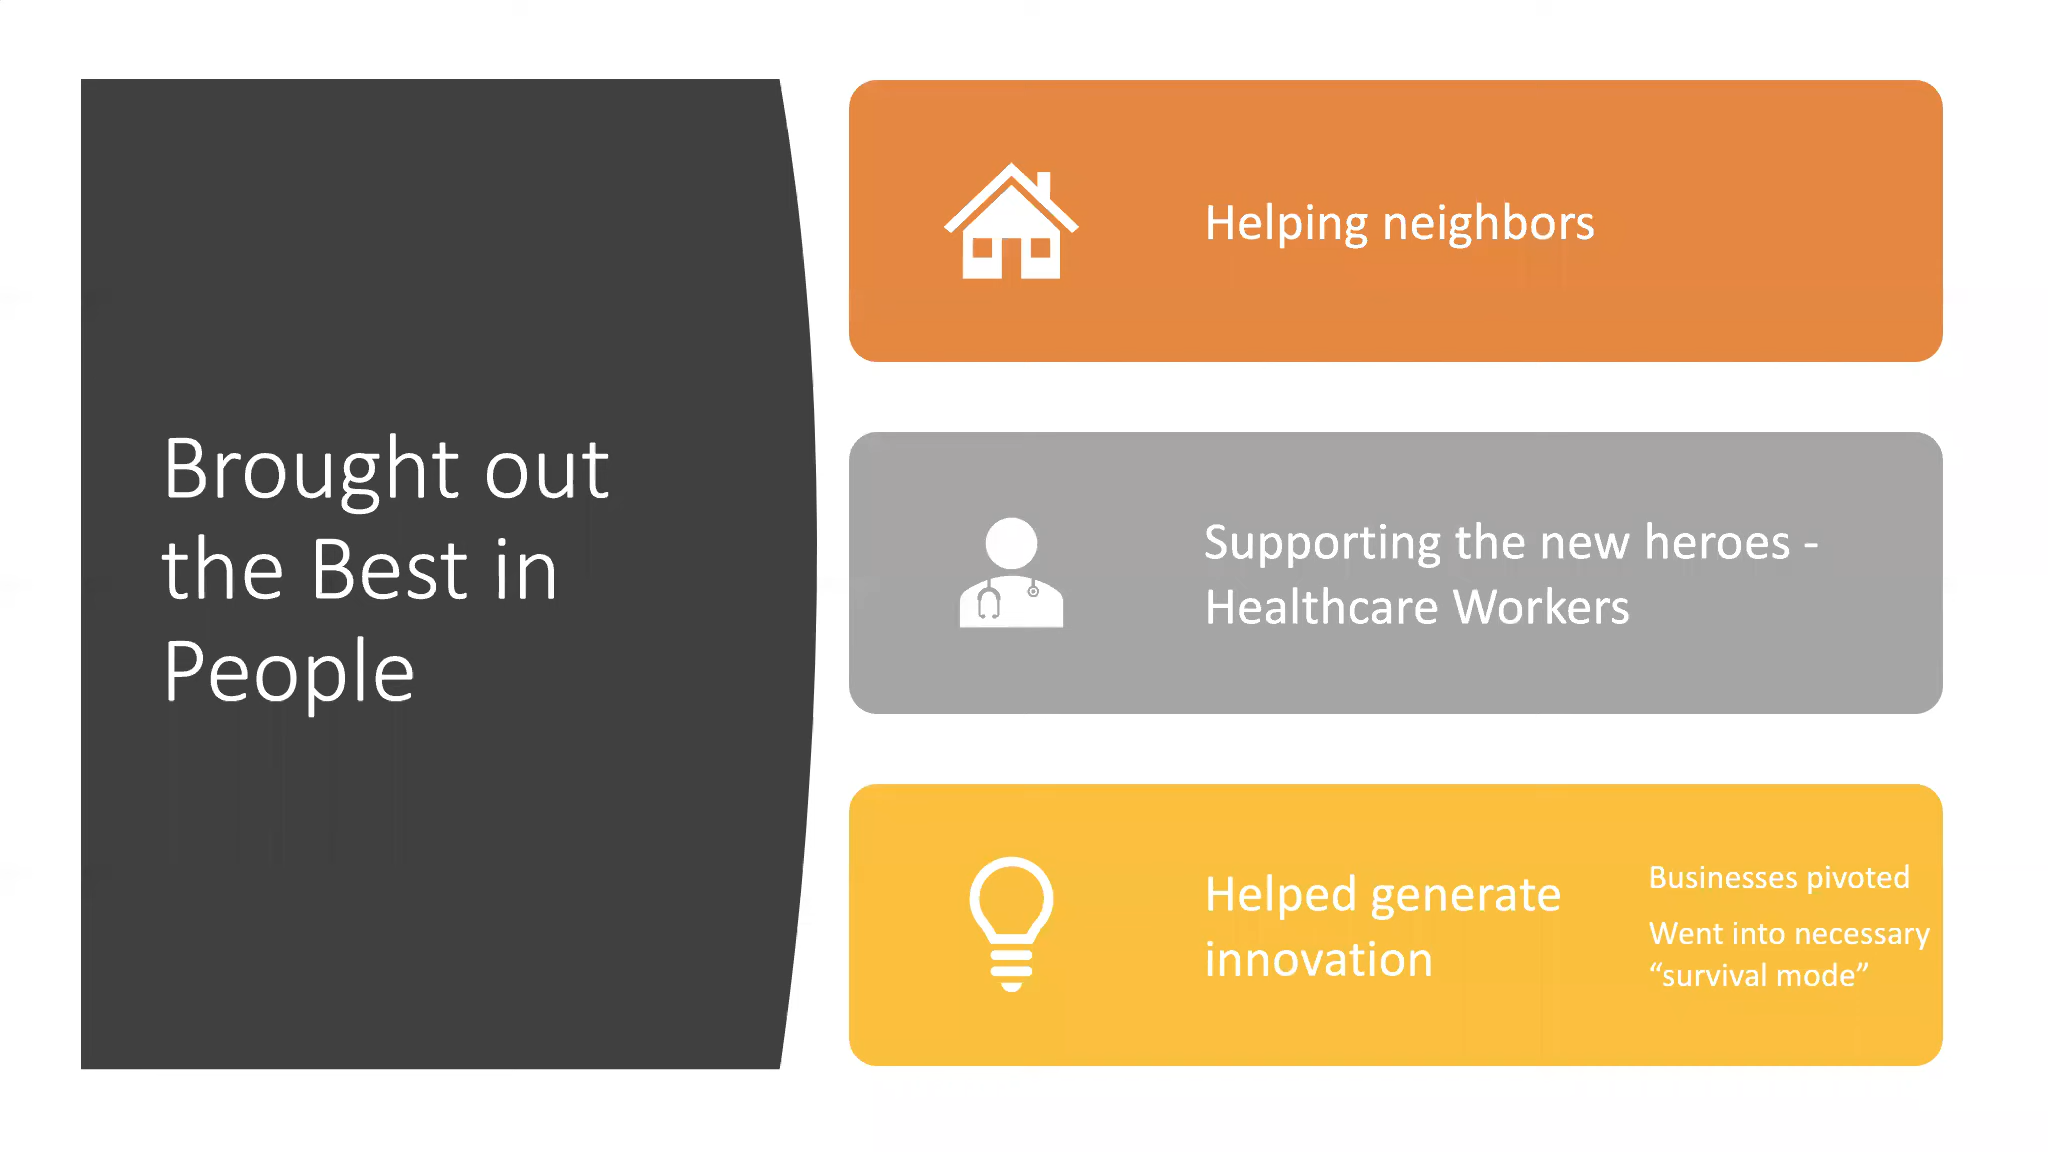 Brought out
the Best in
People
Helping neighbors
Supporting the new heroes -
Healthcare Workers
Helped generate
innovation
Businesses pivoted
Went into necessary
“survival mode”